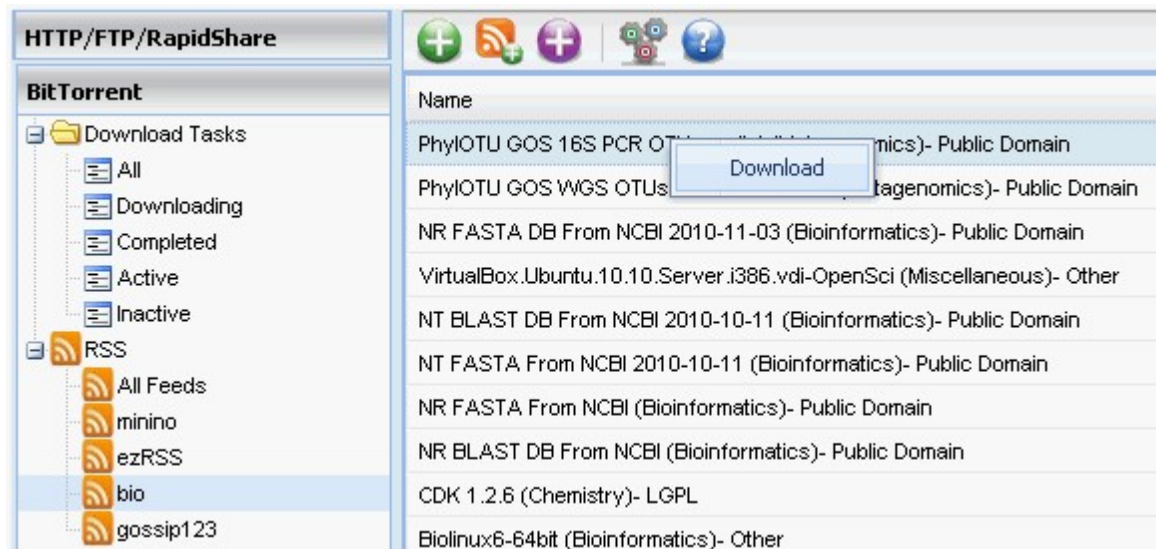 HTTP/FTP/RapidShare
BitTorrent
Download Tasks
All
Downloading
Completed
Active
Inactive
RSS
All Feeds
minino
ezRSS
bio
gossip123
Name
PhylOTU GOS 16S PCR mics)- Public Domain
Download
PhylOTU GOS WGS OTUs tagenomics)- Public Domain
NR FASTA DB From NCBI 2010-11-03 (Bioinformatics)- Public Domain
VirtualBox.Ubuntu.10.10.Server.i386.vdi-OpenSci (Miscellaneous)- Other
NT BLAST DB From NCBI 2010-10-11 (Bioinformatics)- Public Domain
NT FASTA From NCBI 2010-10-11 (Bioinformatics)- Public Domain
NR FASTA From NCBI (Bioinformatics)- Public Domain
NR BLAST DB From NCBI (Bioinformatics)- Public Domain
CDK 1.2.6 (Chemistry)- LGPL
Biolinux6-64bit (Bioinformatics)- Other